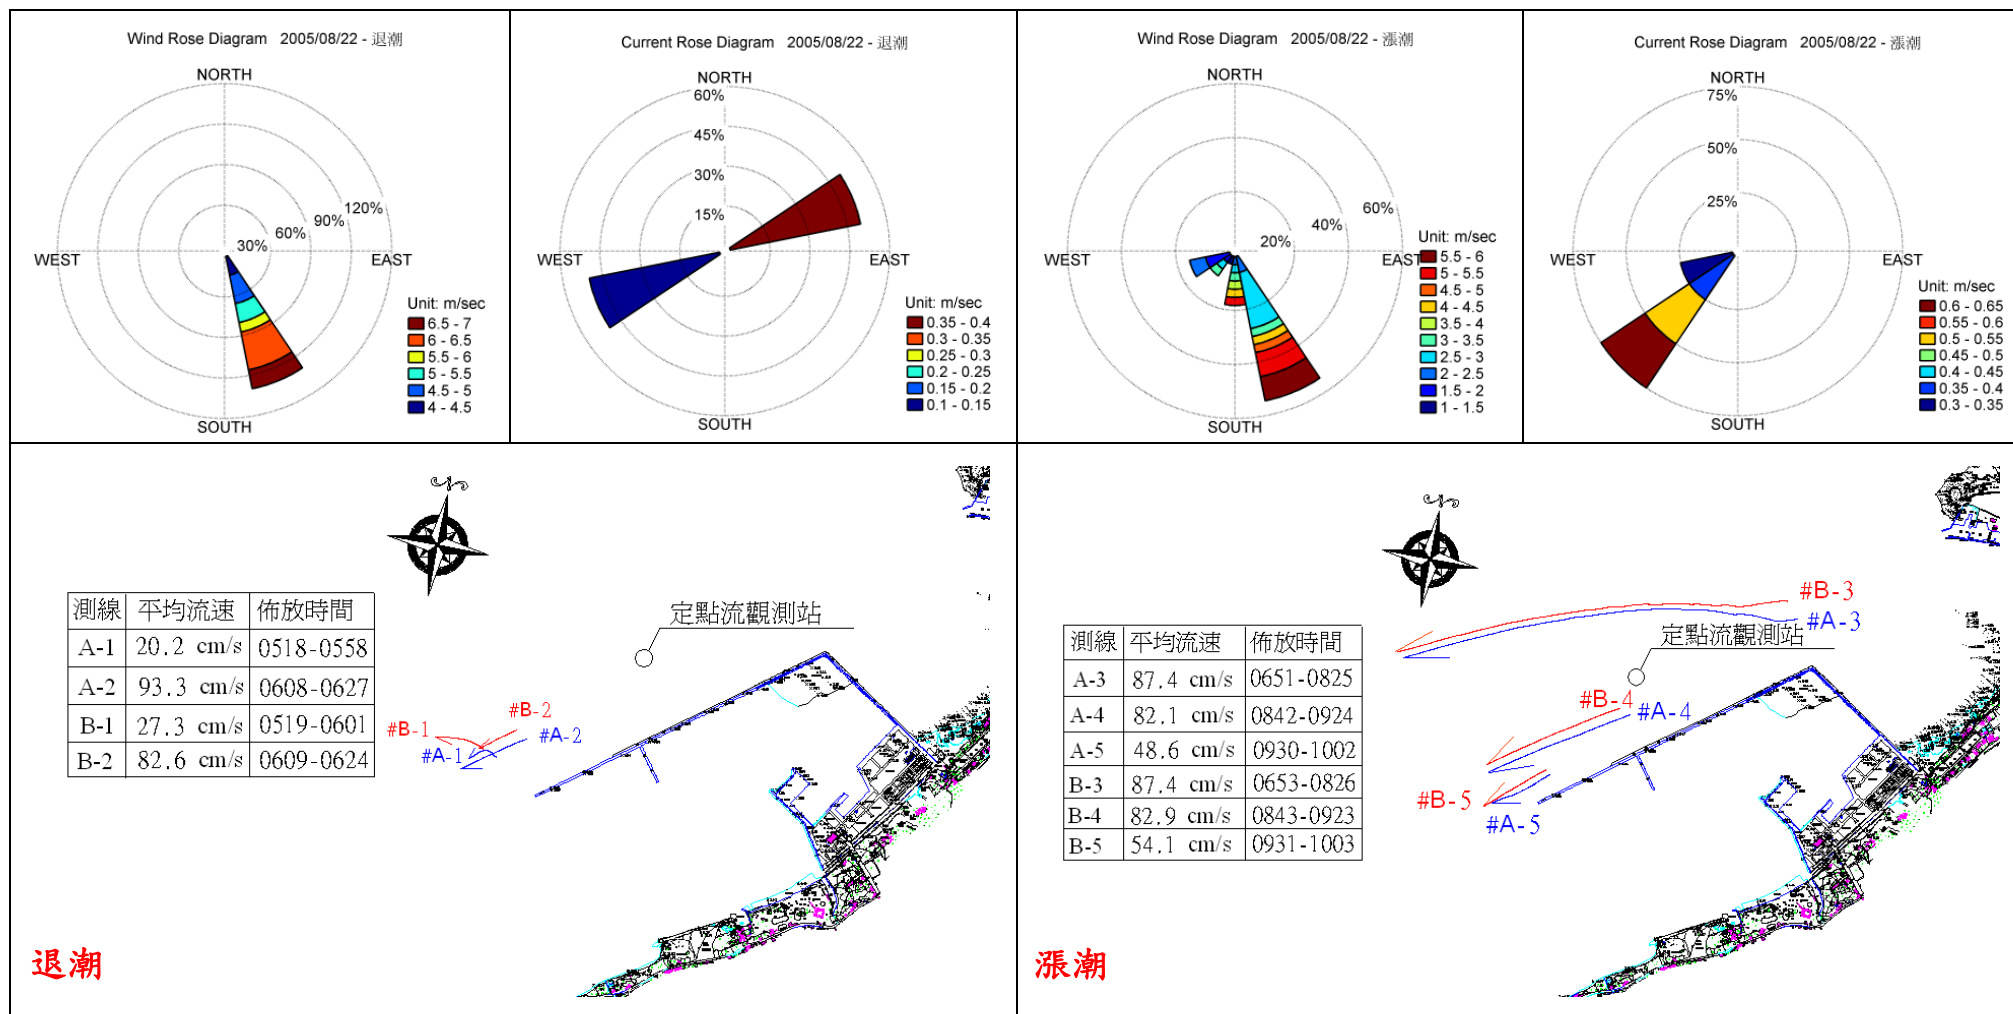 Wind Rose Diagram 2005/08/22 - 退潮
NORTH
WEST
EAST
SOUTH
30%
60%
90%
120%
Unit: m/sec
6.5 - 7
6 - 6.5
5.5 - 6
5 - 5.5
4.5 - 5
4 - 4.5
Current Rose Diagram 2005/08/22 - 退潮
NORTH
60%
45%
30%
15%
WEST
EAST
SOUTH
Unit: m/sec
0.35 - 0.4
0.3 - 0.35
0.25 - 0.3
0.2 - 0.25
0.15 - 0.2
0.1 - 0.15
Wind Rose Diagram 2005/08/22 - 漲潮
NORTH
WEST
EAST
SOUTH
20%
40%
60%
Unit: m/sec
5.5 - 6
5 - 5.5
4.5 - 5
4 - 4.5
3.5 - 4
3 - 3.5
2.5 - 3
2 - 2.5
1.5 - 2
1 - 1.5
Current Rose Diagram 2005/08/22 - 漲潮
NORTH
75%
50%
25%
WEST
EAST
SOUTH
Unit: m/sec
0.6 - 0.65
0.55 - 0.6
0.5 - 0.55
0.45 - 0.5
0.4 - 0.45
0.35 - 0.4
0.3 - 0.35
N
測線 平均流速 佈放時間
A-1 20.2 cm/s 0518-0558
A-2 93.3 cm/s 0608-0627
B-1 27.3 cm/s 0519-0601
B-2 82.6 cm/s 0609-0624
定點流觀測站
#B-1
#B-2
#A-1
#A-2
退潮
N
測線 平均流速 佈放時間
A-3 87.4 cm/s 0651-0825
A-4 82.1 cm/s 0842-0924
A-5 48.6 cm/s 0930-1002
B-3 87.4 cm/s 0653-0826
B-4 82.9 cm/s 0843-0923
B-5 54.1 cm/s 0931-1003
#B-3
#A-3
定點流觀測站
#B-4
#A-4
#B-5
#A-5
漲潮